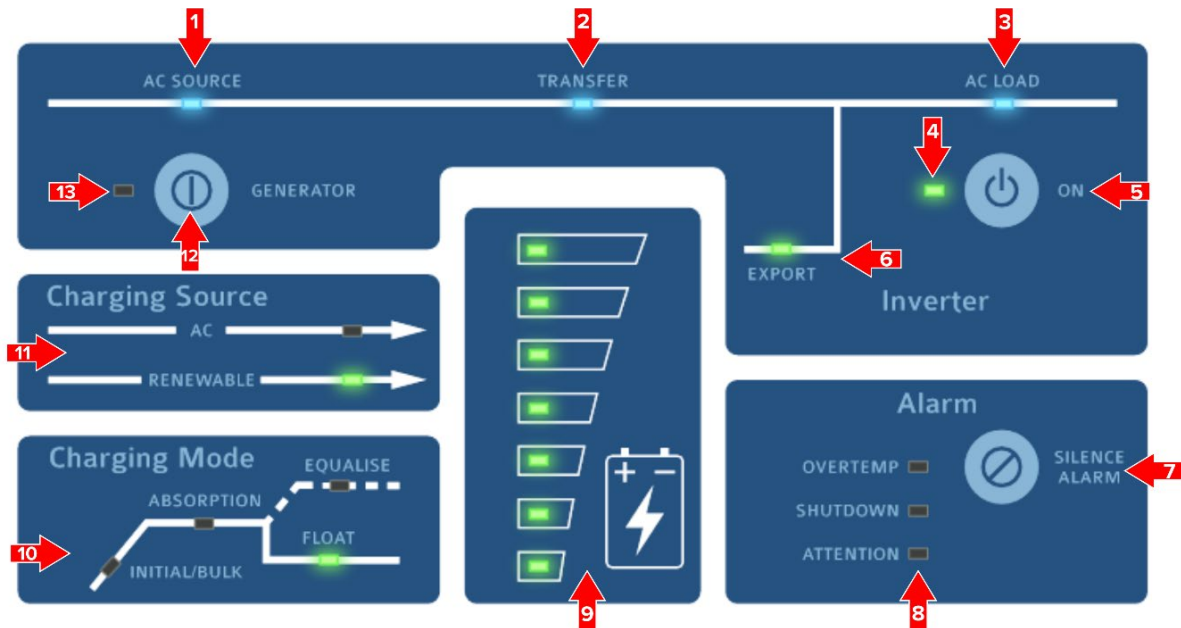 1
2
3
AC SOURCE
TRANSFER
AC LOAD
4
13
GENERATOR
ON
5
12
6
EXPORT
Inverter
Charging Source
AC
11
RENEWABLE
Alarm
Charging Mode
EQUALISE
ABSORPTION
OVERTEMP
SILENCE
ALARM
7
SHUTDOWN
10
FLOAT
INITIAL/BULK
ATTENTION
+ −
9
8